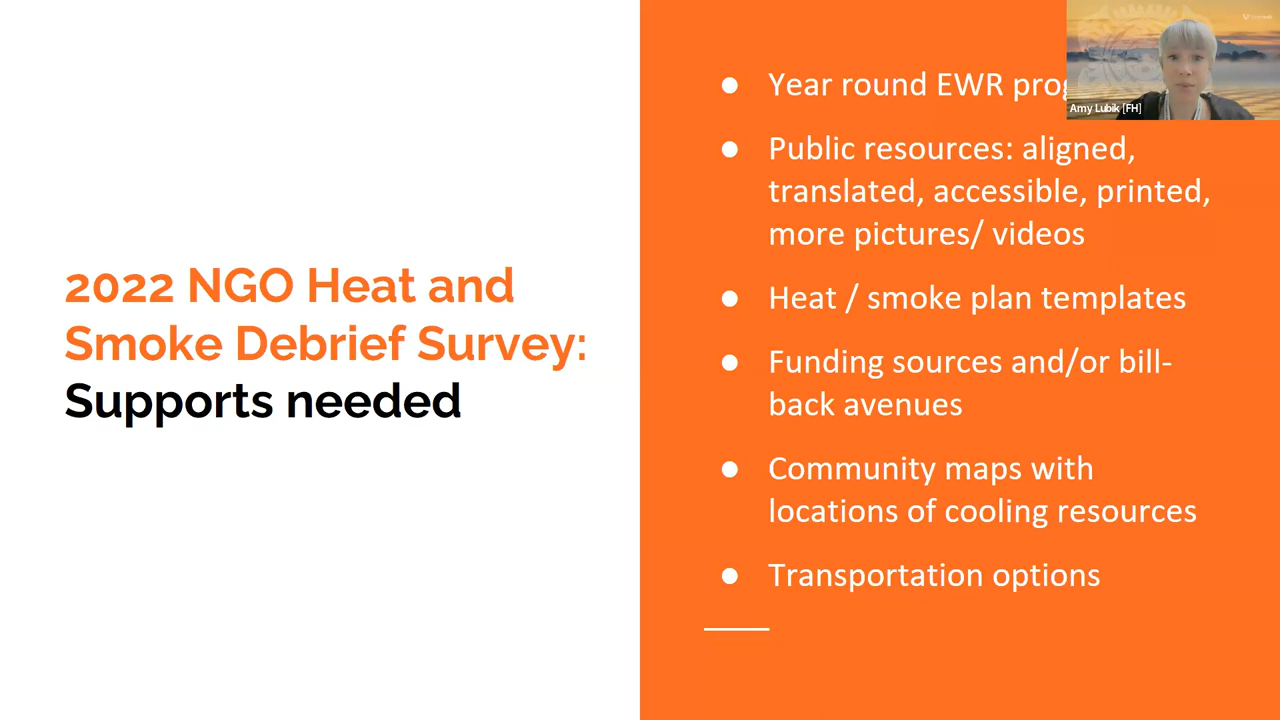 2022 NGO Heat and
Smoke Debrief Survey:
Supports needed
● Year round EWR
● Public resources: aligned,
translated, accessible, printed,
more pictures/ videos
● Heat / smoke plan templates
● Funding sources and/or bill-
back avenues
● Community maps with
locations of cooling resources
● Transportation options
Amy Lubik [FH]